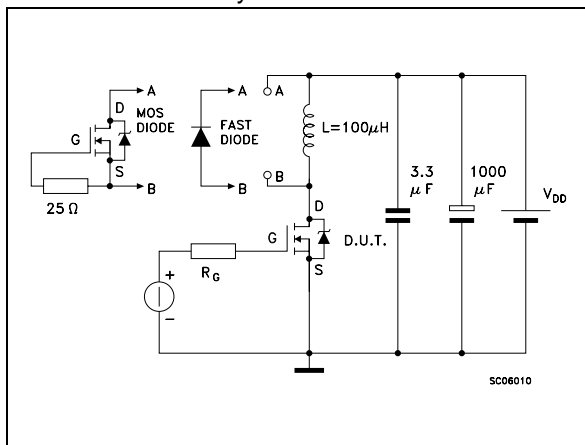 A
D
MOS
DIODE
G
S
B
25 Ω
A
FAST
DIODE
B
A
L=100μH
B
D
G
D.U.T.
S
R_G
+
−
3.3
μF
1000
μF
V_DD
SC06010